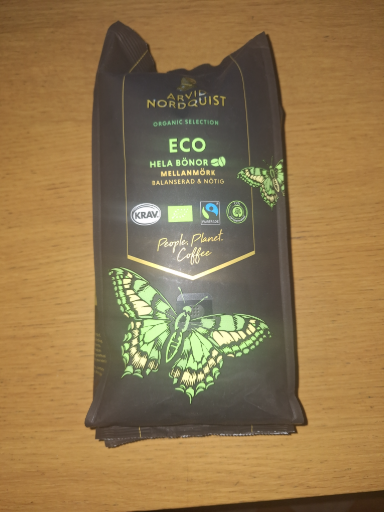 ARVID
NORDQUIST
ORGANIC SELECTION
ECO
HELA BÖNOR
MELLANMÖRK
BALANSERAD & NÖTIG
KRAV
People. Planet.
Coffee